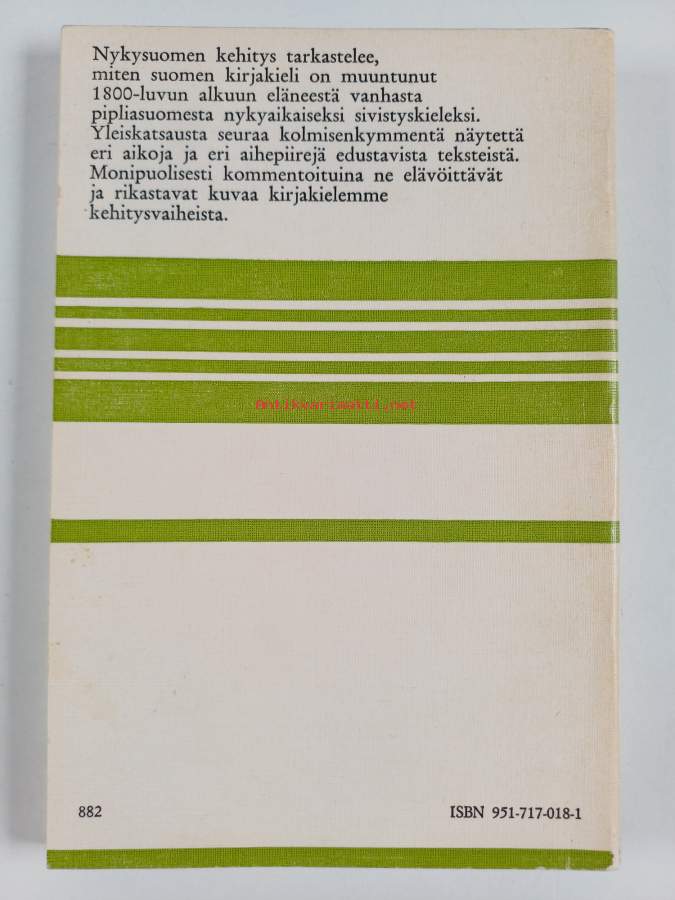 Nykysuomen kehitys tarkastelee,
miten suomen kirjakieli on muuntunut
1800-luvun alkuun eläneestä vanhasta
pipliasuomesta nykyaikaiseksi sivistyskieleksi.
Yleiskatsausta seuraa kolmisenkymmentä näytettä
eri aikoja ja eri aihepiirejä edustavista teksteistä.
Monipuolisesti kommentoituina ne elävöittävät
ja rikastavat kuvaa kirjakielemme
kehitysvaiheista.
Antikvariaatti.net
882
ISBN 951-717-018-1